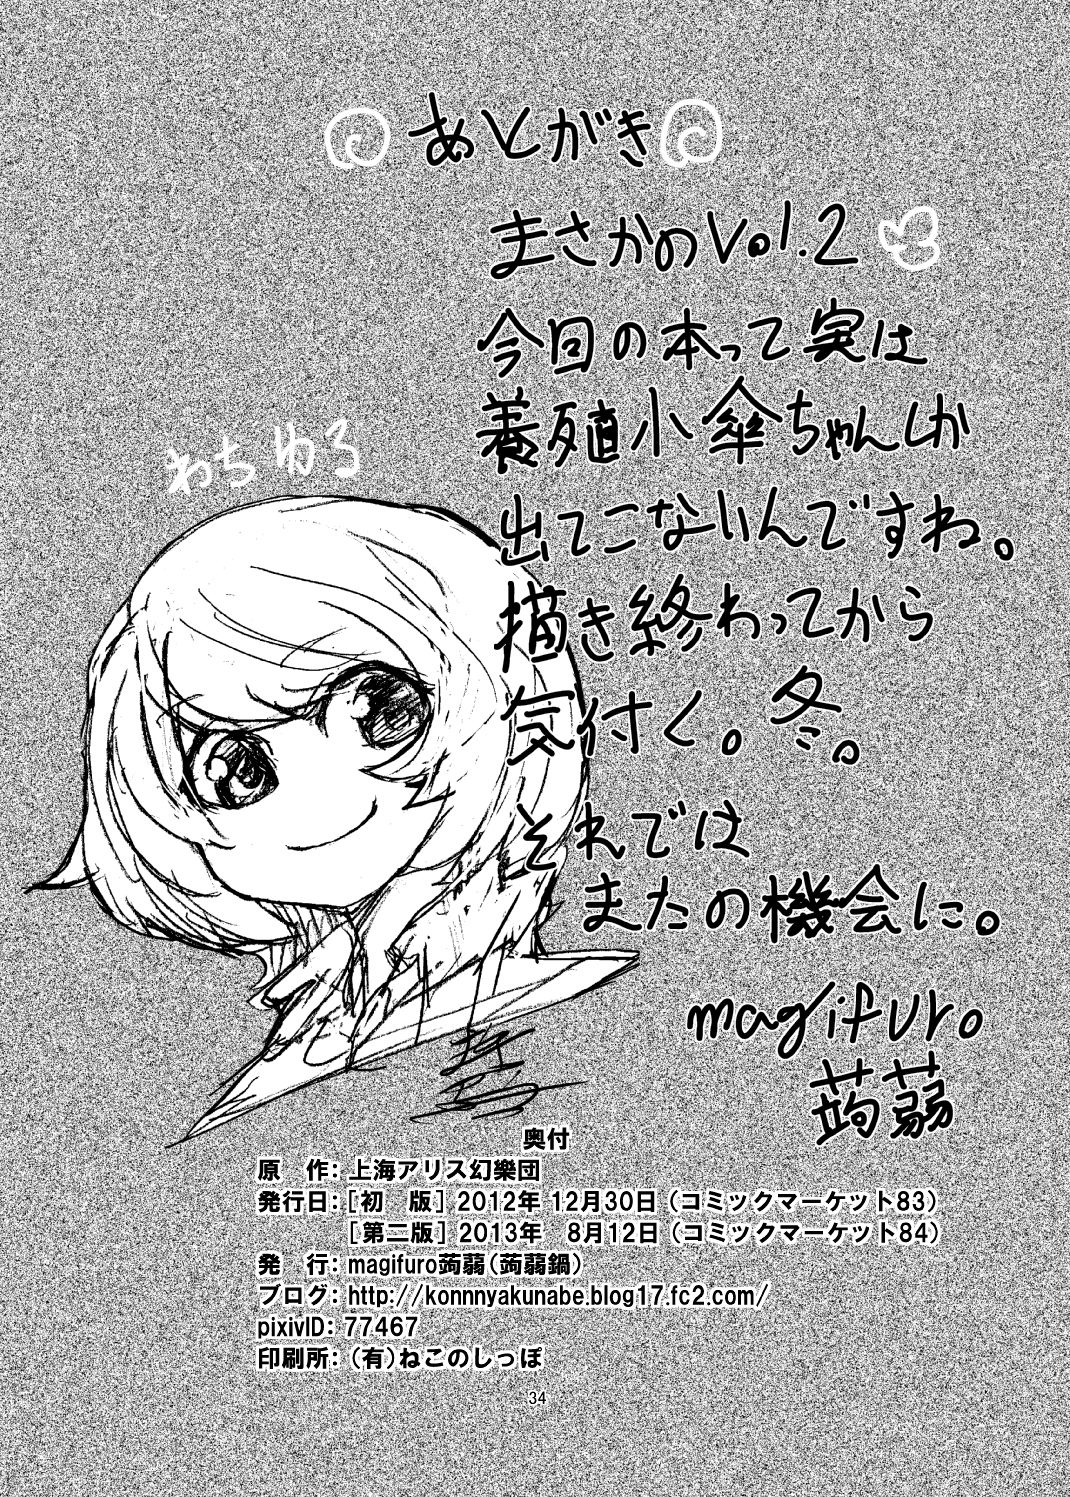 あとがき
まさかのVol.2
今日の本って実は
養殖小傘ちゃんしか
出てこないんですね。
描き終わってから
気付く。冬。
それでは
またの機会に。
magifuro
蒟蒻
わちゅろ
奥付
原　作：上海アリス幻樂団
発行日：［初　版］2012年 12月30日（コミックマーケット83）
［第二版］2013年　8月12日（コミックマーケット84）
発　行：magifuro蒟蒻（蒟蒻鍋）
ブログ：http://konnnyakunabe.blog17.fc2.com/
pixivID：77467
印刷所：（有）ねこのしっぽ
34